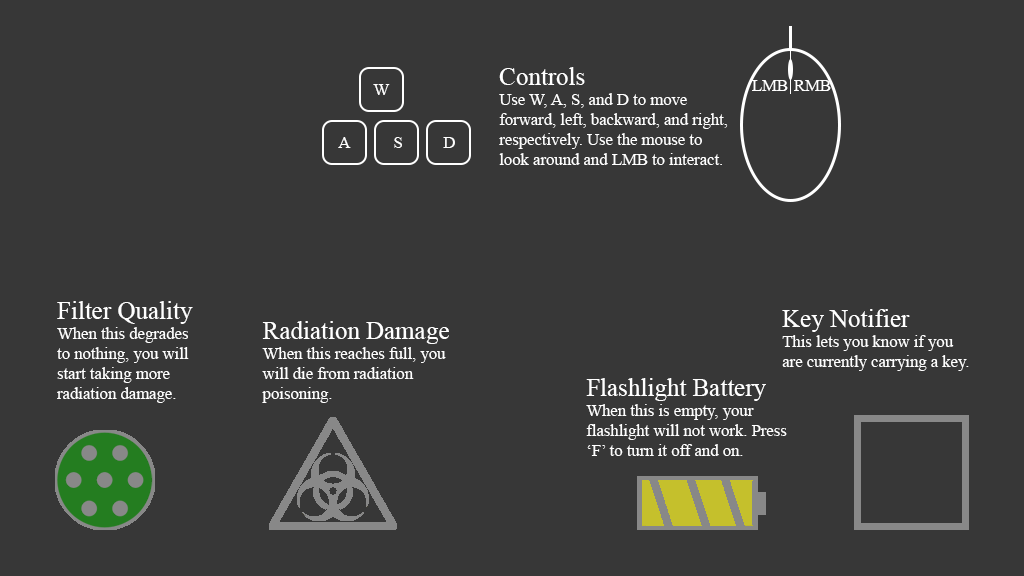 W
A
S
D
Controls
Use W, A, S, and D to move
forward, left, backward, and right,
respectively. Use the mouse to
look around and LMB to interact.
LMB RMB
Filter Quality
When this degrades
to nothing, you will
start taking more
radiation damage.
Radiation Damage
When this reaches full, you
will die from radiation
poisoning.
Flashlight Battery
When this is empty, your
flashlight will not work. Press
‘F’ to turn it off and on.
Key Notifier
This lets you know if you
are currently carrying a key.